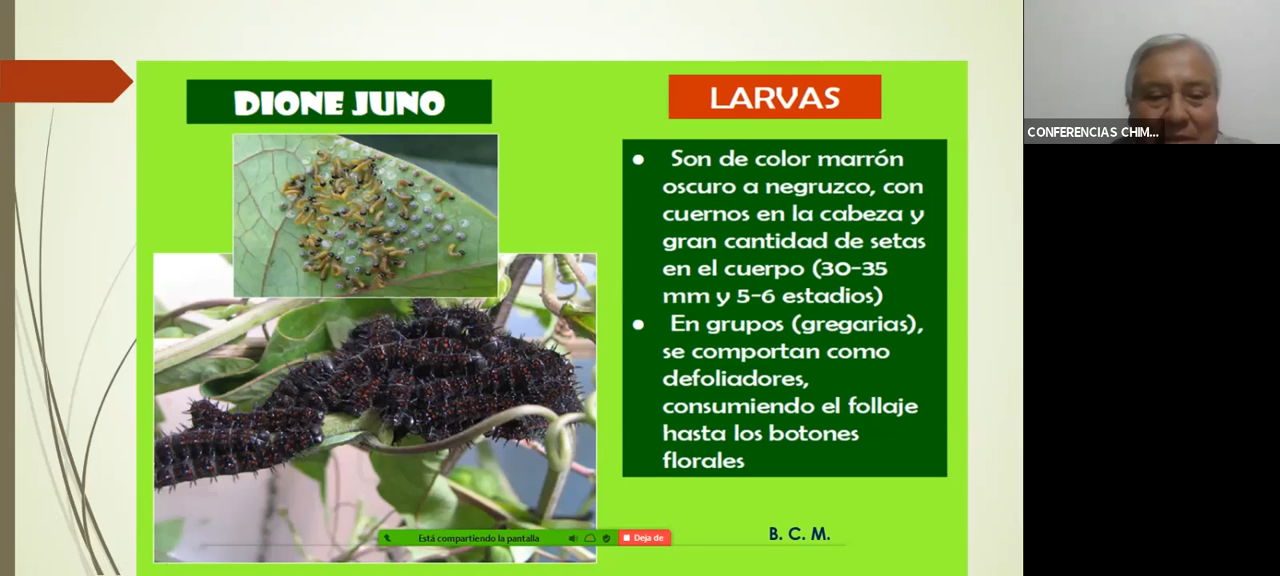 DIONE JUNO
LARVAS
● Son de color marrón
oscuro a negruzco, con
cuernos en la cabeza y
gran cantidad de setas
en el cuerpo (30-35
mm y 5-6 estadios)
● En grupos (gregarias),
se comportan como
defoliadores,
consumiendo el follaje
hasta los botones
florales
B. C. M.
Está compartiendo la pantalla
Deja de
CONFERENCIAS CHIM...